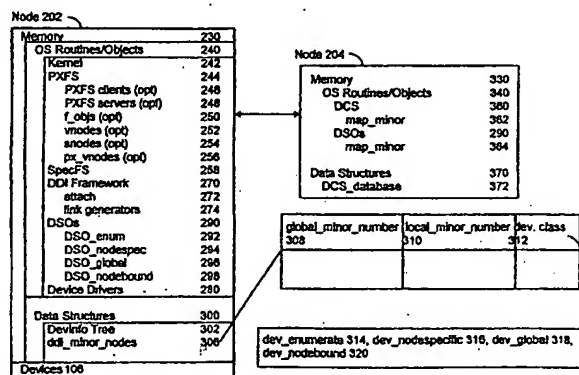 Node 202
Memory 230
OS Routines/Objects 240
Kernel 242
PXFS 244
PXFS clients (opt) 246
PXFS servers (opt) 248
f_objs (opt) 250
vnodes (opt) 252
snodes (opt) 254
px_vnodes (opt) 256
SpecFS 258
DDI Framework 270
attach 272
link generators 274
DSOs 290
DSO_enum 292
DSO_nodespec 294
DSO_global 296
DSO_nodebound 298
Device Drivers 280
Data Structures 300
DevInfo Tree 302
ddi_minor_nodes 306
Devices 106
Node 204
Memory 330
OS Routines/Objects 340
DCS 360
map_minor 362
DSOs 290
map_minor 364
Data Structures 370
DCS_database 372
global_minor_number local_minor_number dev. class
308 310 312
dev_enumerate 314, dev_nodespecific 316, dev_global 318,
dev_nodebound 320